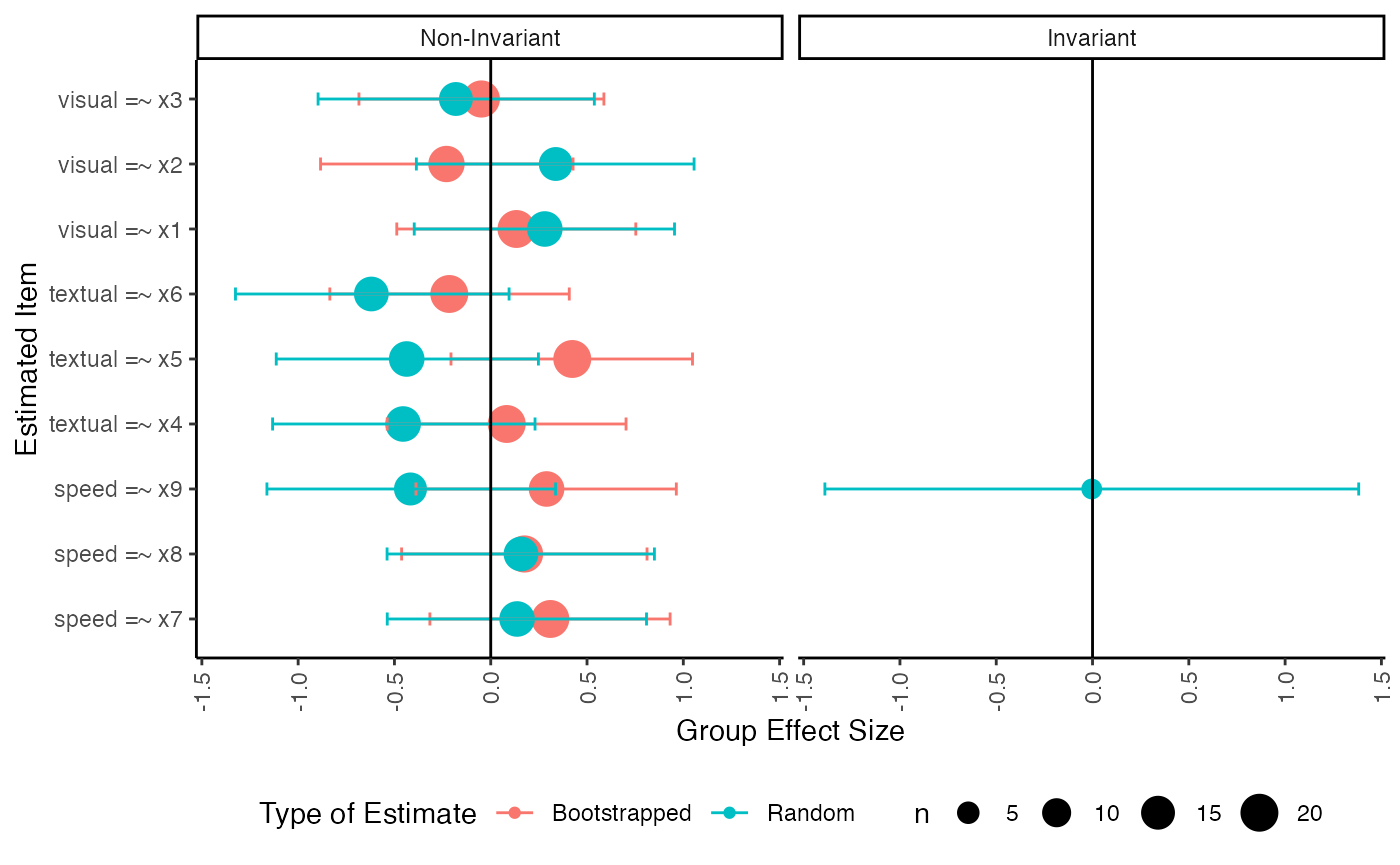 Non-Invariant
Invariant
Estimated Item
visual =~ x3
visual =~ x2
visual =~ x1
textual =~ x6
textual =~ x5
textual =~ x4
speed =~ x9
speed =~ x8
speed =~ x7
-1.5 -1.0 -0.5 0.0 0.5 1.0 1.5
-1.5 -1.0 -0.5 0.0 0.5 1.0 1.5
Group Effect Size
Type of Estimate Bootstrapped Random n 5 10 15 20